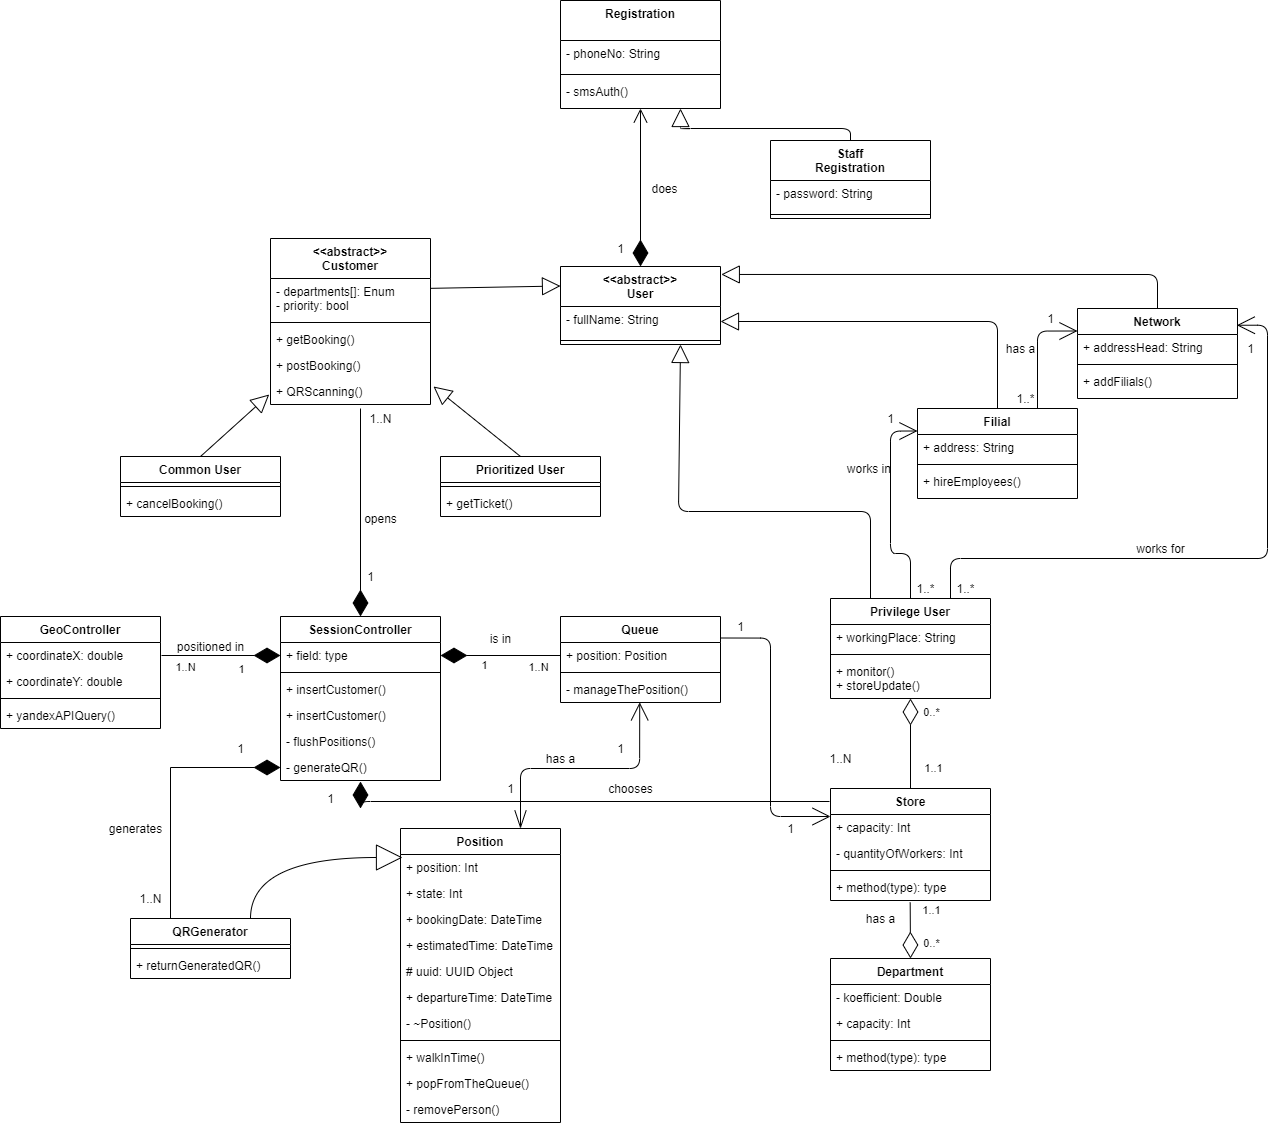 Registration
- phoneNo: String
- smsAuth()
Staff
Registration
- password: String
does
1
<<abstract>>
Customer
- departments[]: Enum
- priority: bool
+ getBooking()
+ postBooking()
+ QRScanning()
<<abstract>>
User
- fullName: String
Network
+ addressHead: String
+ addFilials()
1
has a
1..*
1
Filial
+ address: String
+ hireEmployees()
1
works in
works for
1..*
1..*
1..N
Common User
+ cancelBooking()
Prioritized User
+ getTicket()
opens
1
Privilege User
+ workingPlace: String
+ monitor()
+ storeUpdate()
GeoController
+ coordinateX: double
+ coordinateY: double
+ yandexAPIQuery()
positioned in
1..N
1
SessionController
+ field: type
+ insertCustomer()
+ insertCustomer()
- flushPositions()
- generateQR()
is in
1
1..N
Queue
+ position: Position
- manageThePosition()
1
0..*
1..N
1..1
1
has a
1
1
1
chooses
1
generates
1..N
Store
+ capacity: Int
- quantityOfWorkers: Int
+ method(type): type
Position
+ position: Int
+ state: Int
+ bookingDate: DateTime
+ estimatedTime: DateTime
# uuid: UUID Object
+ departureTime: DateTime
- ~Position()
+ walkInTime()
+ popFromTheQueue()
- removePerson()
QRGenerator
+ returnGeneratedQR()
has a
1..1
0..*
Department
- koefficient: Double
+ capacity: Int
+ method(type): type